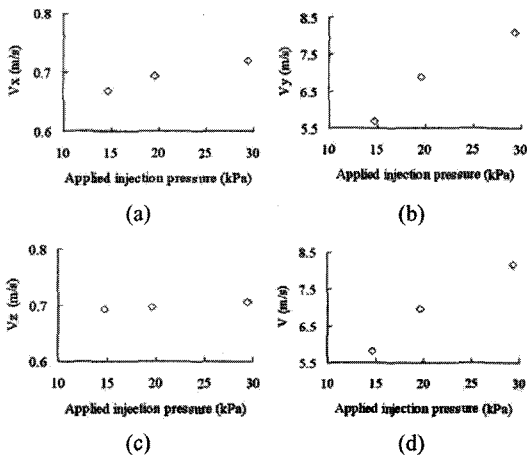 0.8
0.7
0.6
Vx (m/s)
10 15 20 25 30
Applied injection pressure (kPa)
(a)
8.5
7.5
6.5
5.5
Vy (m/s)
10 15 20 25 30
Applied injection pressure (kPa)
(b)
0.8
0.7
0.6
Vz (m/s)
10 15 20 25 30
Applied injection pressure (kPa)
(c)
8.5
7.5
6.5
5.5
V (m/s)
10 15 20 25 30
Applied injection pressure (kPa)
(d)